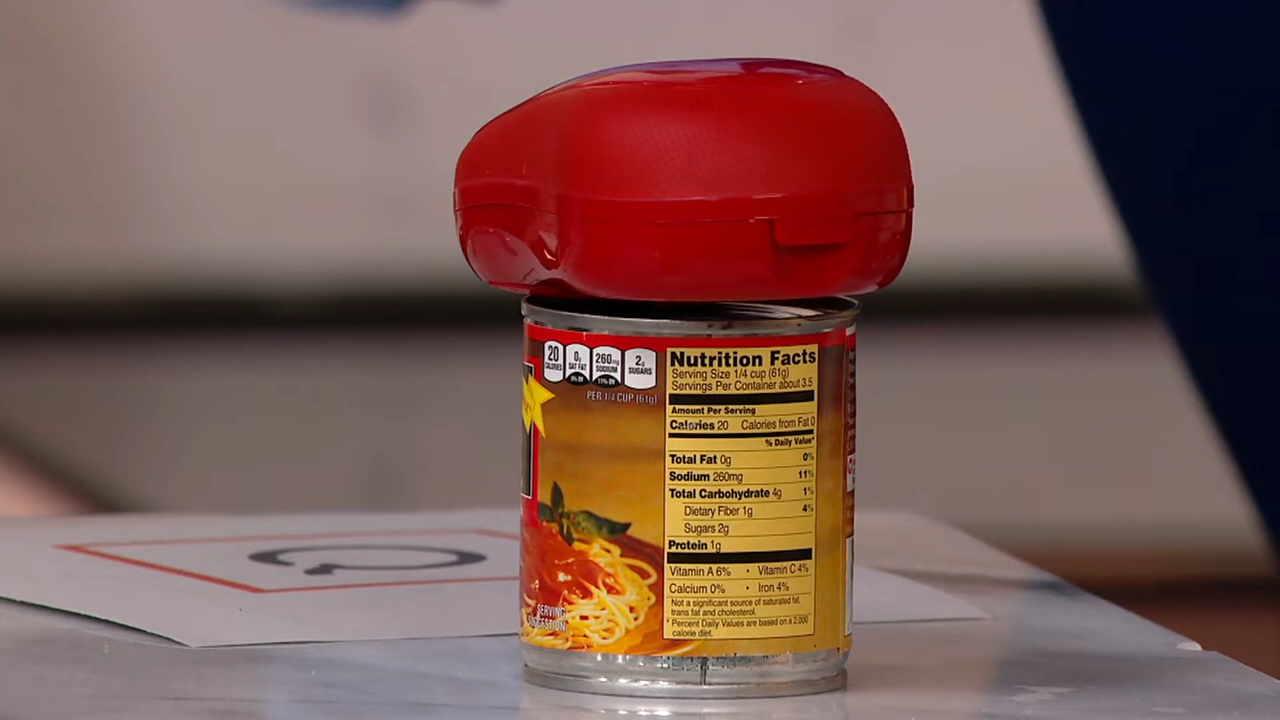 20 CALORIES
0g SAT FAT 0% DV
260mg SODIUM 11% DV
2g SUGARS
PER 1/4 CUP (61g)
SERVING
SUGGESTION
Nutrition Facts
Serving Size 1/4 cup (61g)
Servings Per Container about 3.5
Amount Per Serving
Calories 20 Calories from Fat 0
% Daily Value*
Total Fat 0g 0%
Sodium 260mg 11%
Total Carbohydrate 4g 1%
Dietary Fiber 1g 4%
Sugars 2g
Protein 1g
Vitamin A 6% • Vitamin C 4%
Calcium 0% • Iron 4%
Not a significant source of saturated fat,
trans fat and cholesterol.
* Percent Daily Values are based on a 2,000
calorie diet.